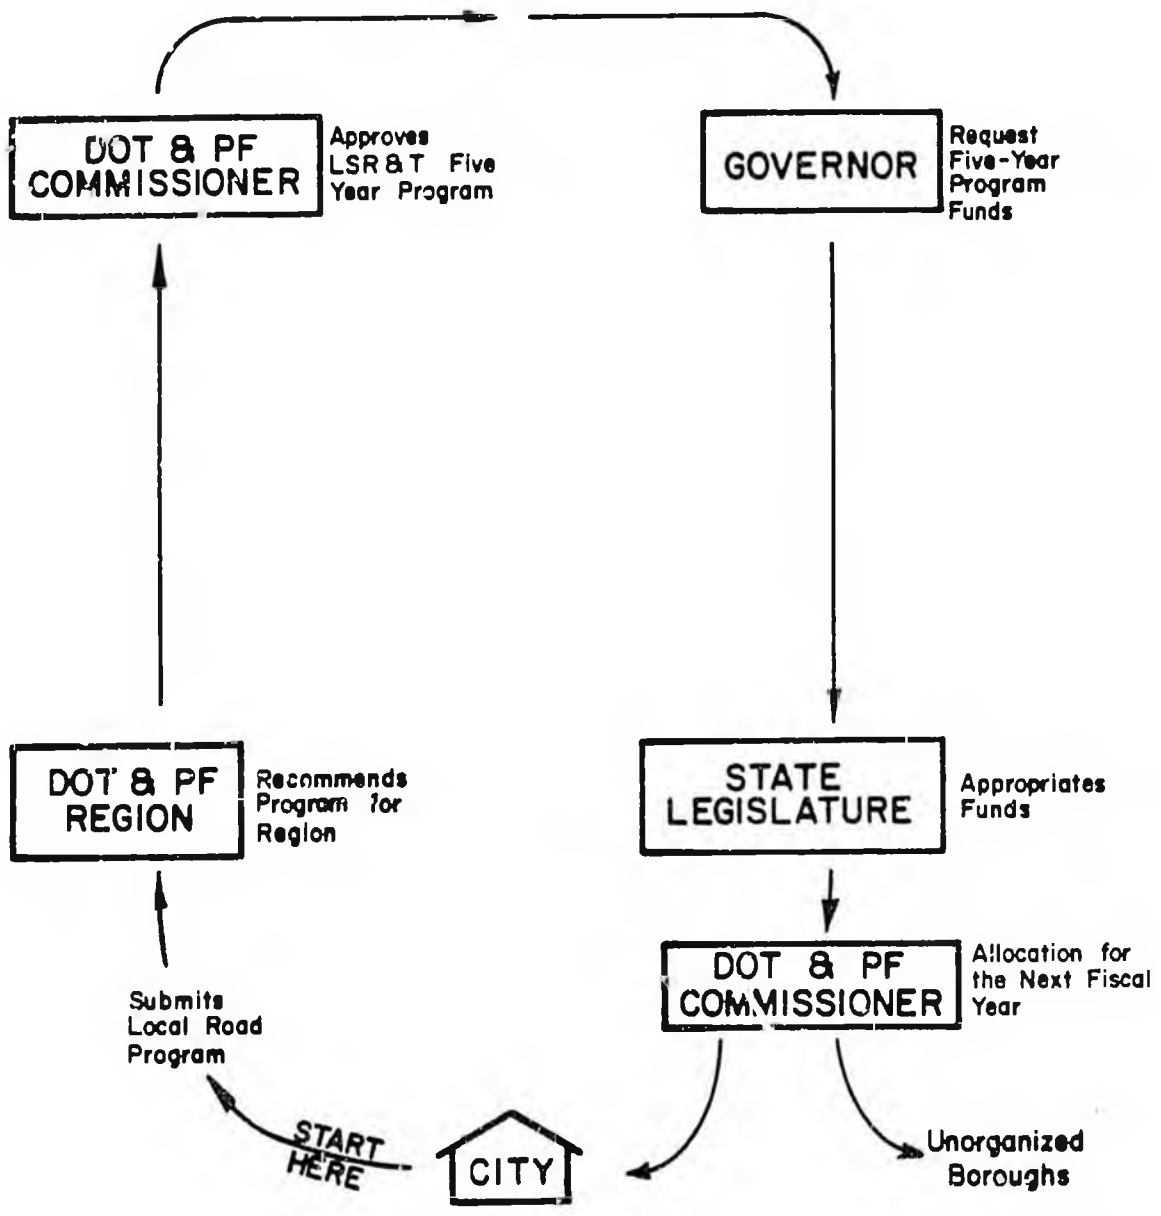 DOT & PF
COMMISSIONER
Approves
LSR & T Five
Year Program
GOVERNOR
Request
Five-Year
Program
Funds
DOT & PF
REGION
Recommends
Program for
Region
STATE
LEGISLATURE
Appropriates
Funds
DOT & PF
COMMISSIONER
Allocation for
the Next Fiscal
Year
Submits
Local Road
Program
START
HERE
CITY
Unorganized
Boroughs